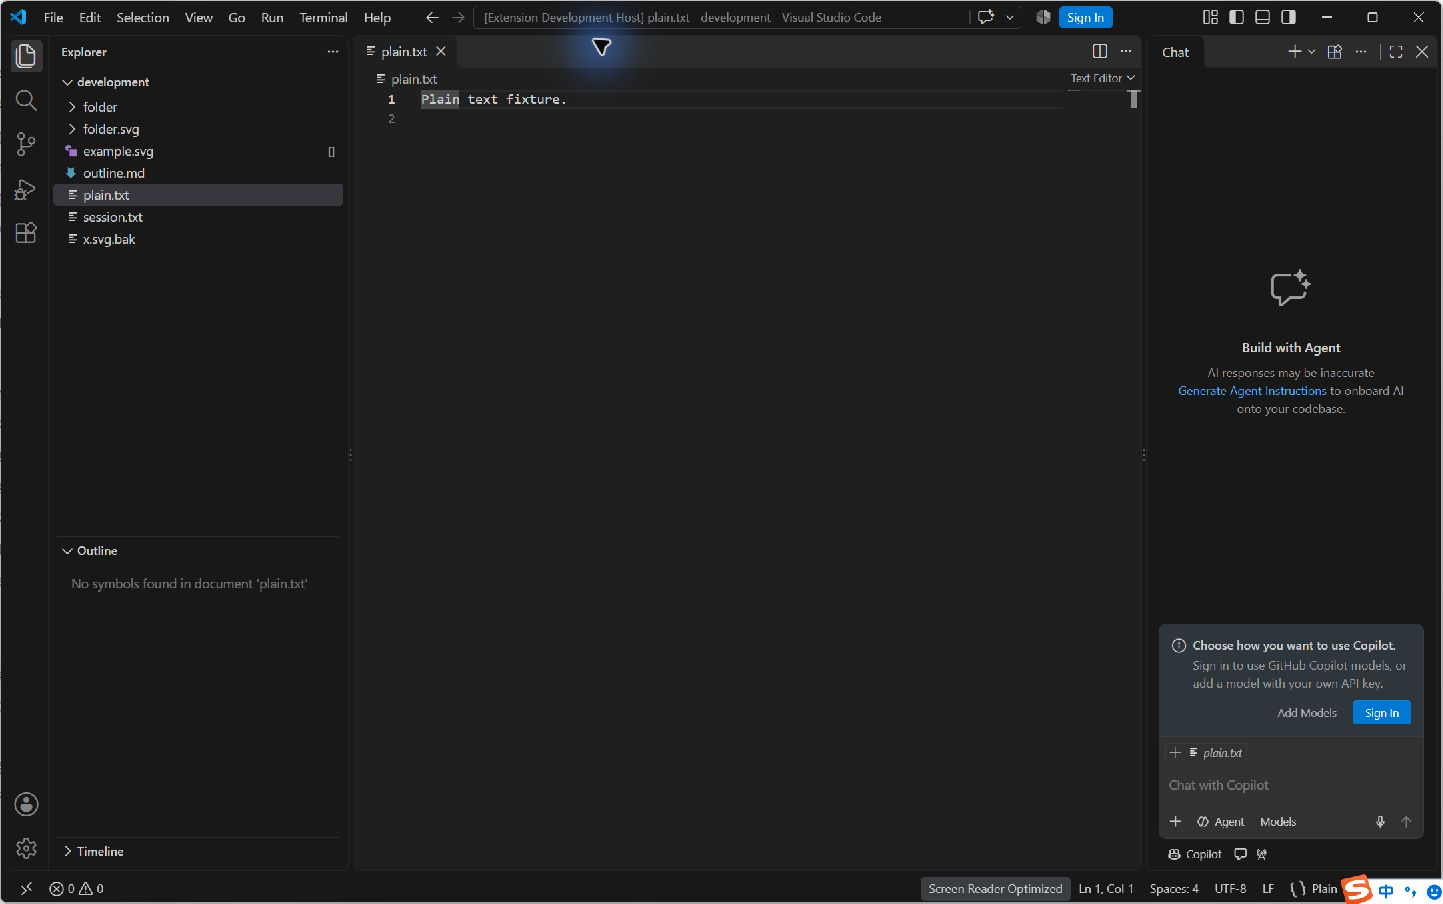 File Edit Selection View Go Run Terminal Help
[Extension Development Host] plain.txt development Visual Studio Code
Sign In
Explorer
development
folder
folder.svg
example.svg
outline.md
plain.txt
session.txt
x.svg.bak
Outline
No symbols found in document 'plain.txt'
Timeline
plain.txt
plain.txt
Text Editor
1 Plain text fixture.
2
Chat
Build with Agent
AI responses may be inaccurate
Generate Agent Instructions to onboard AI
onto your codebase.
Choose how you want to use Copilot.
Sign in to use GitHub Copilot models, or
add a model with your own API key.
Add Models Sign In
plain.txt
Chat with Copilot
Agent Models
Copilot
0 0
Screen Reader Optimized Ln 1, Col 1 Spaces: 4 UTF-8 LF {} Plain
S 中